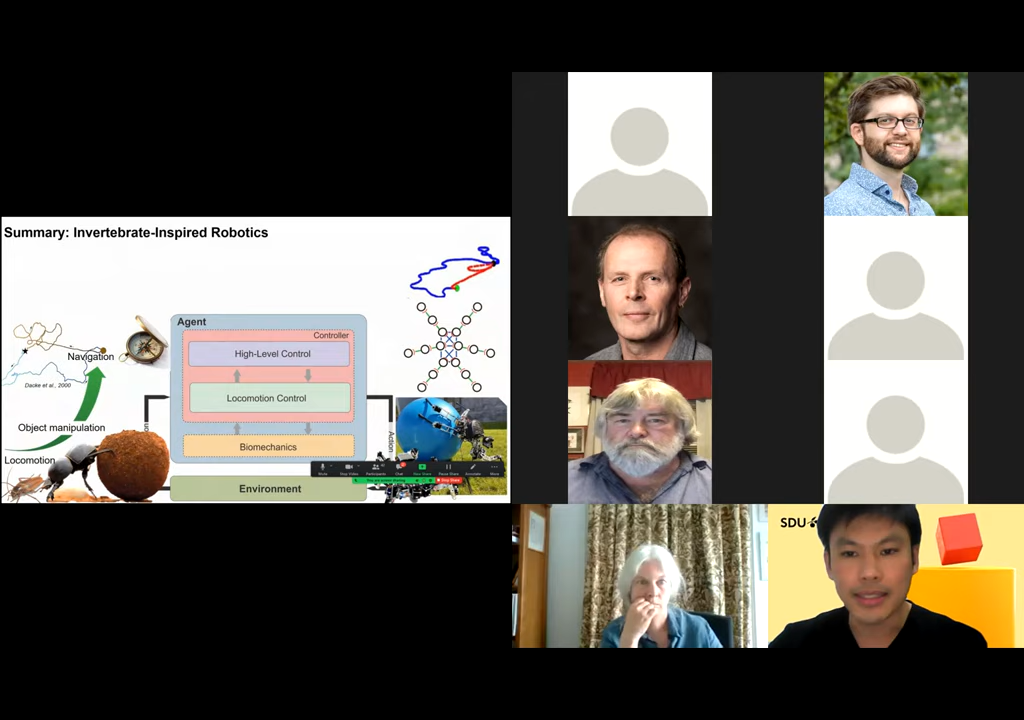 Summary: Invertebrate-Inspired Robotics
Agent
Controller
High-Level Control
Navigation
Dacke et al., 2000
Locomotion Control
Object manipulation
Biomechanics
Locomotion
Environment
SDU